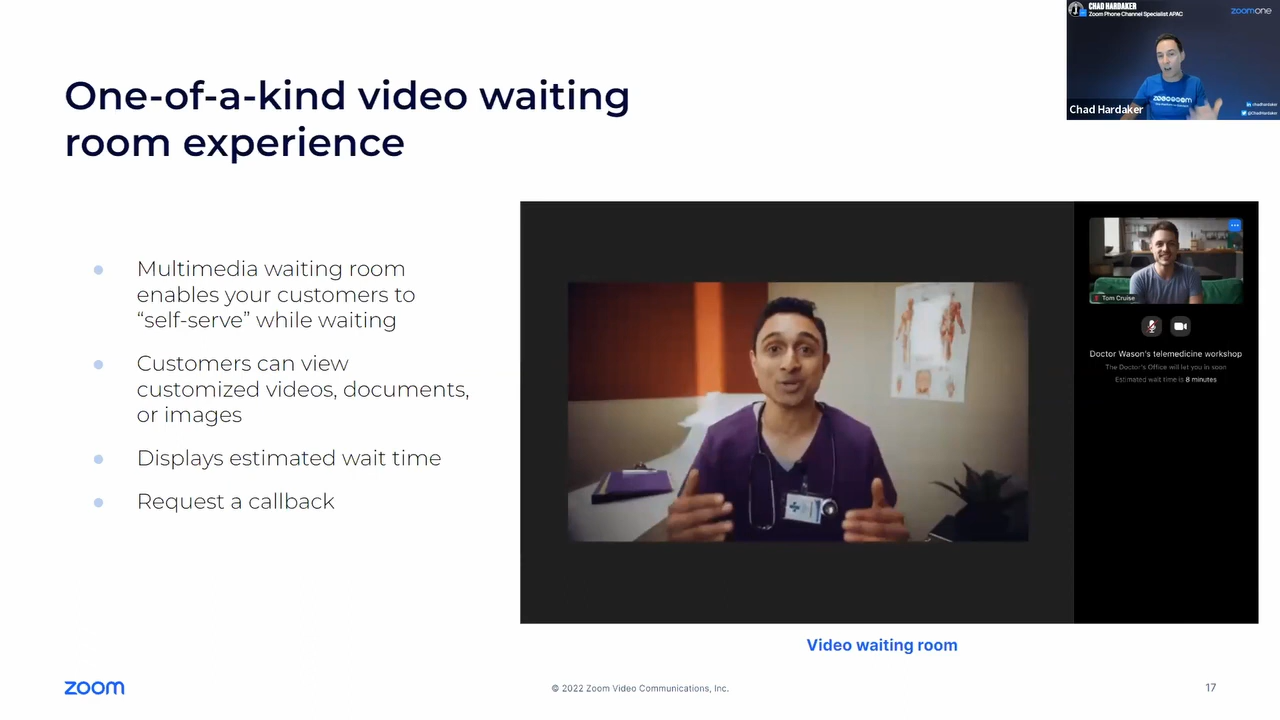 CHAD HARDAKER
Zoom Phone Channel Specialist APAC
zoomone
Chad Hardaker
chadhardaker
@ChadHardaker
One-of-a-kind video waiting
room experience
Multimedia waiting room
enables your customers to
“self-serve” while waiting
Customers can view
customized videos, documents,
or images
Displays estimated wait time
Request a callback
Tom Cruise
Doctor Wason's telemedicine workshop
The Doctor's Office will let you in soon
Estimated wait time is 8 minutes
Video waiting room
zoom
© 2022 Zoom Video Communications, Inc.
17